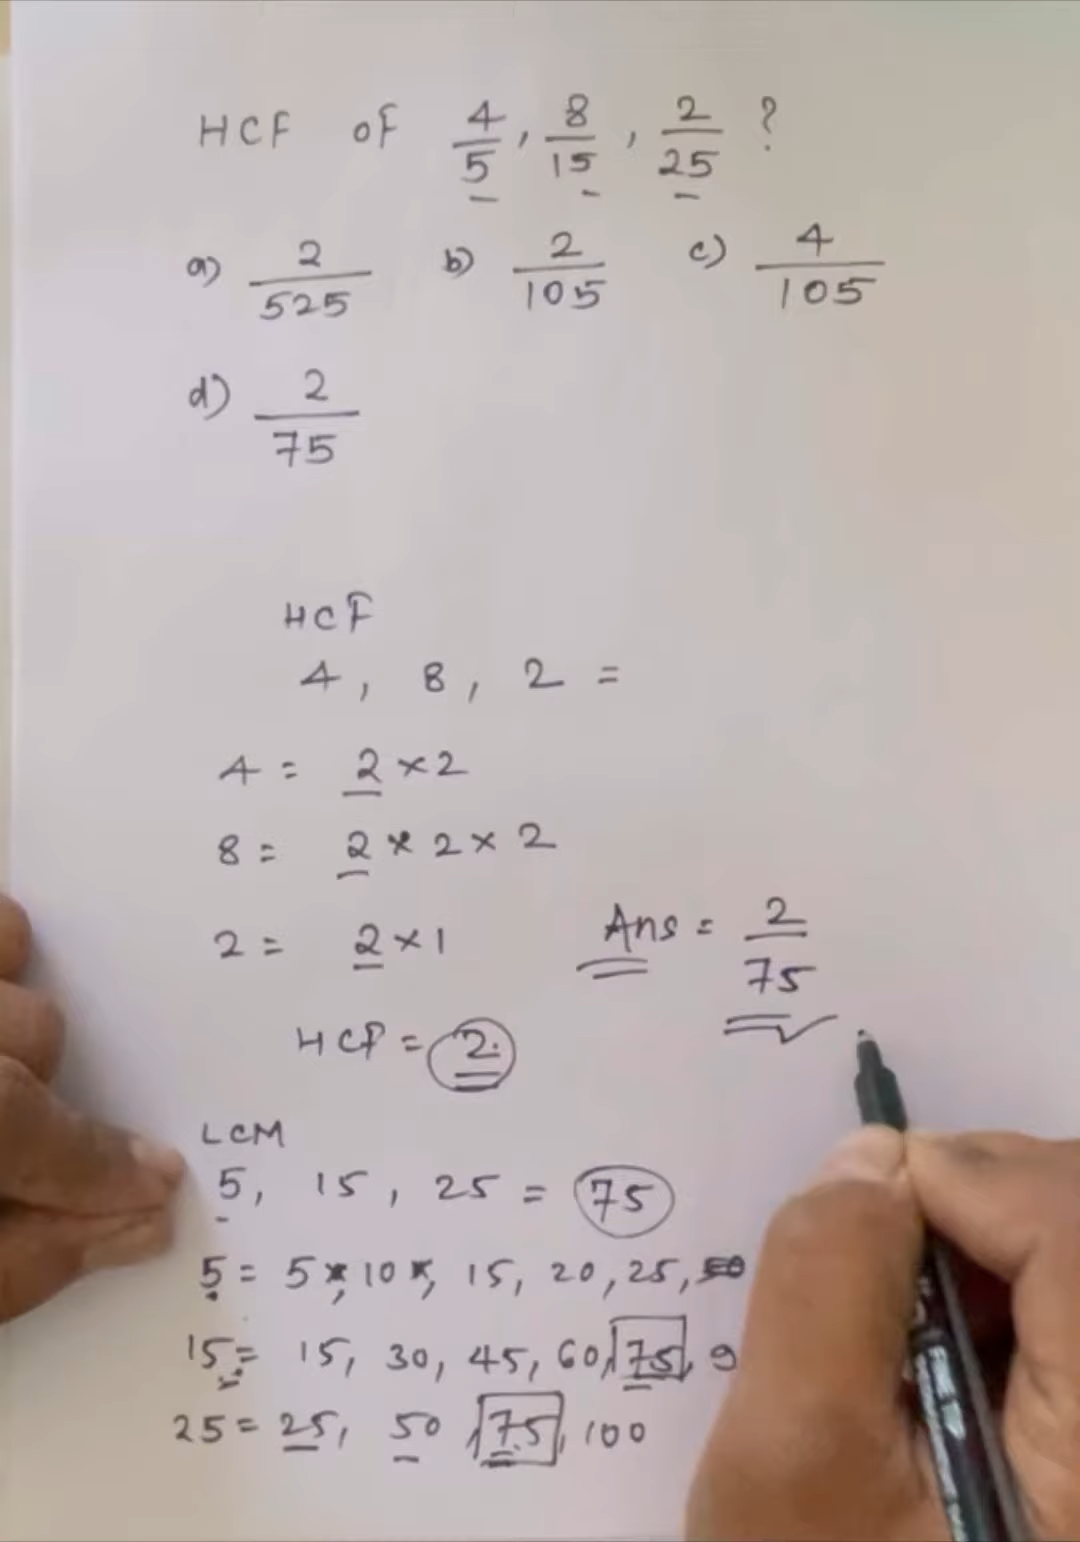 HCF of 4/5, 8/15, 2/25 ?
a) 2/525 b) 2/105 c) 4/105
d) 2/75
HCF
4, 8, 2 =
4 = 2 × 2
8 = 2 × 2 × 2
2 = 2 × 1
Ans = 2/75
HCF = 2
LCM
5, 15, 25 = 75
5 = 5, 10, 15, 20, 25,
15 = 15, 30, 45, 60, 75, 9
25 = 25, 50, 75, 100